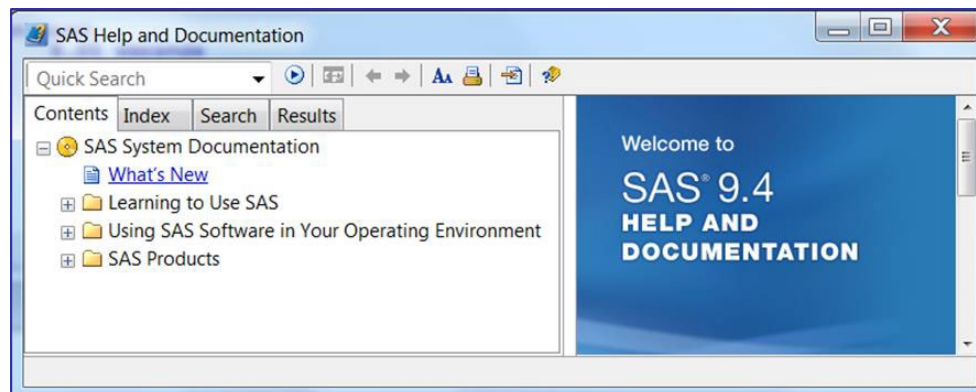 SAS Help and Documentation
Quick Search
Contents Index Search Results
SAS System Documentation
What's New
Learning to Use SAS
Using SAS Software in Your Operating Environment
SAS Products
Welcome to
SAS® 9.4
HELP AND
DOCUMENTATION